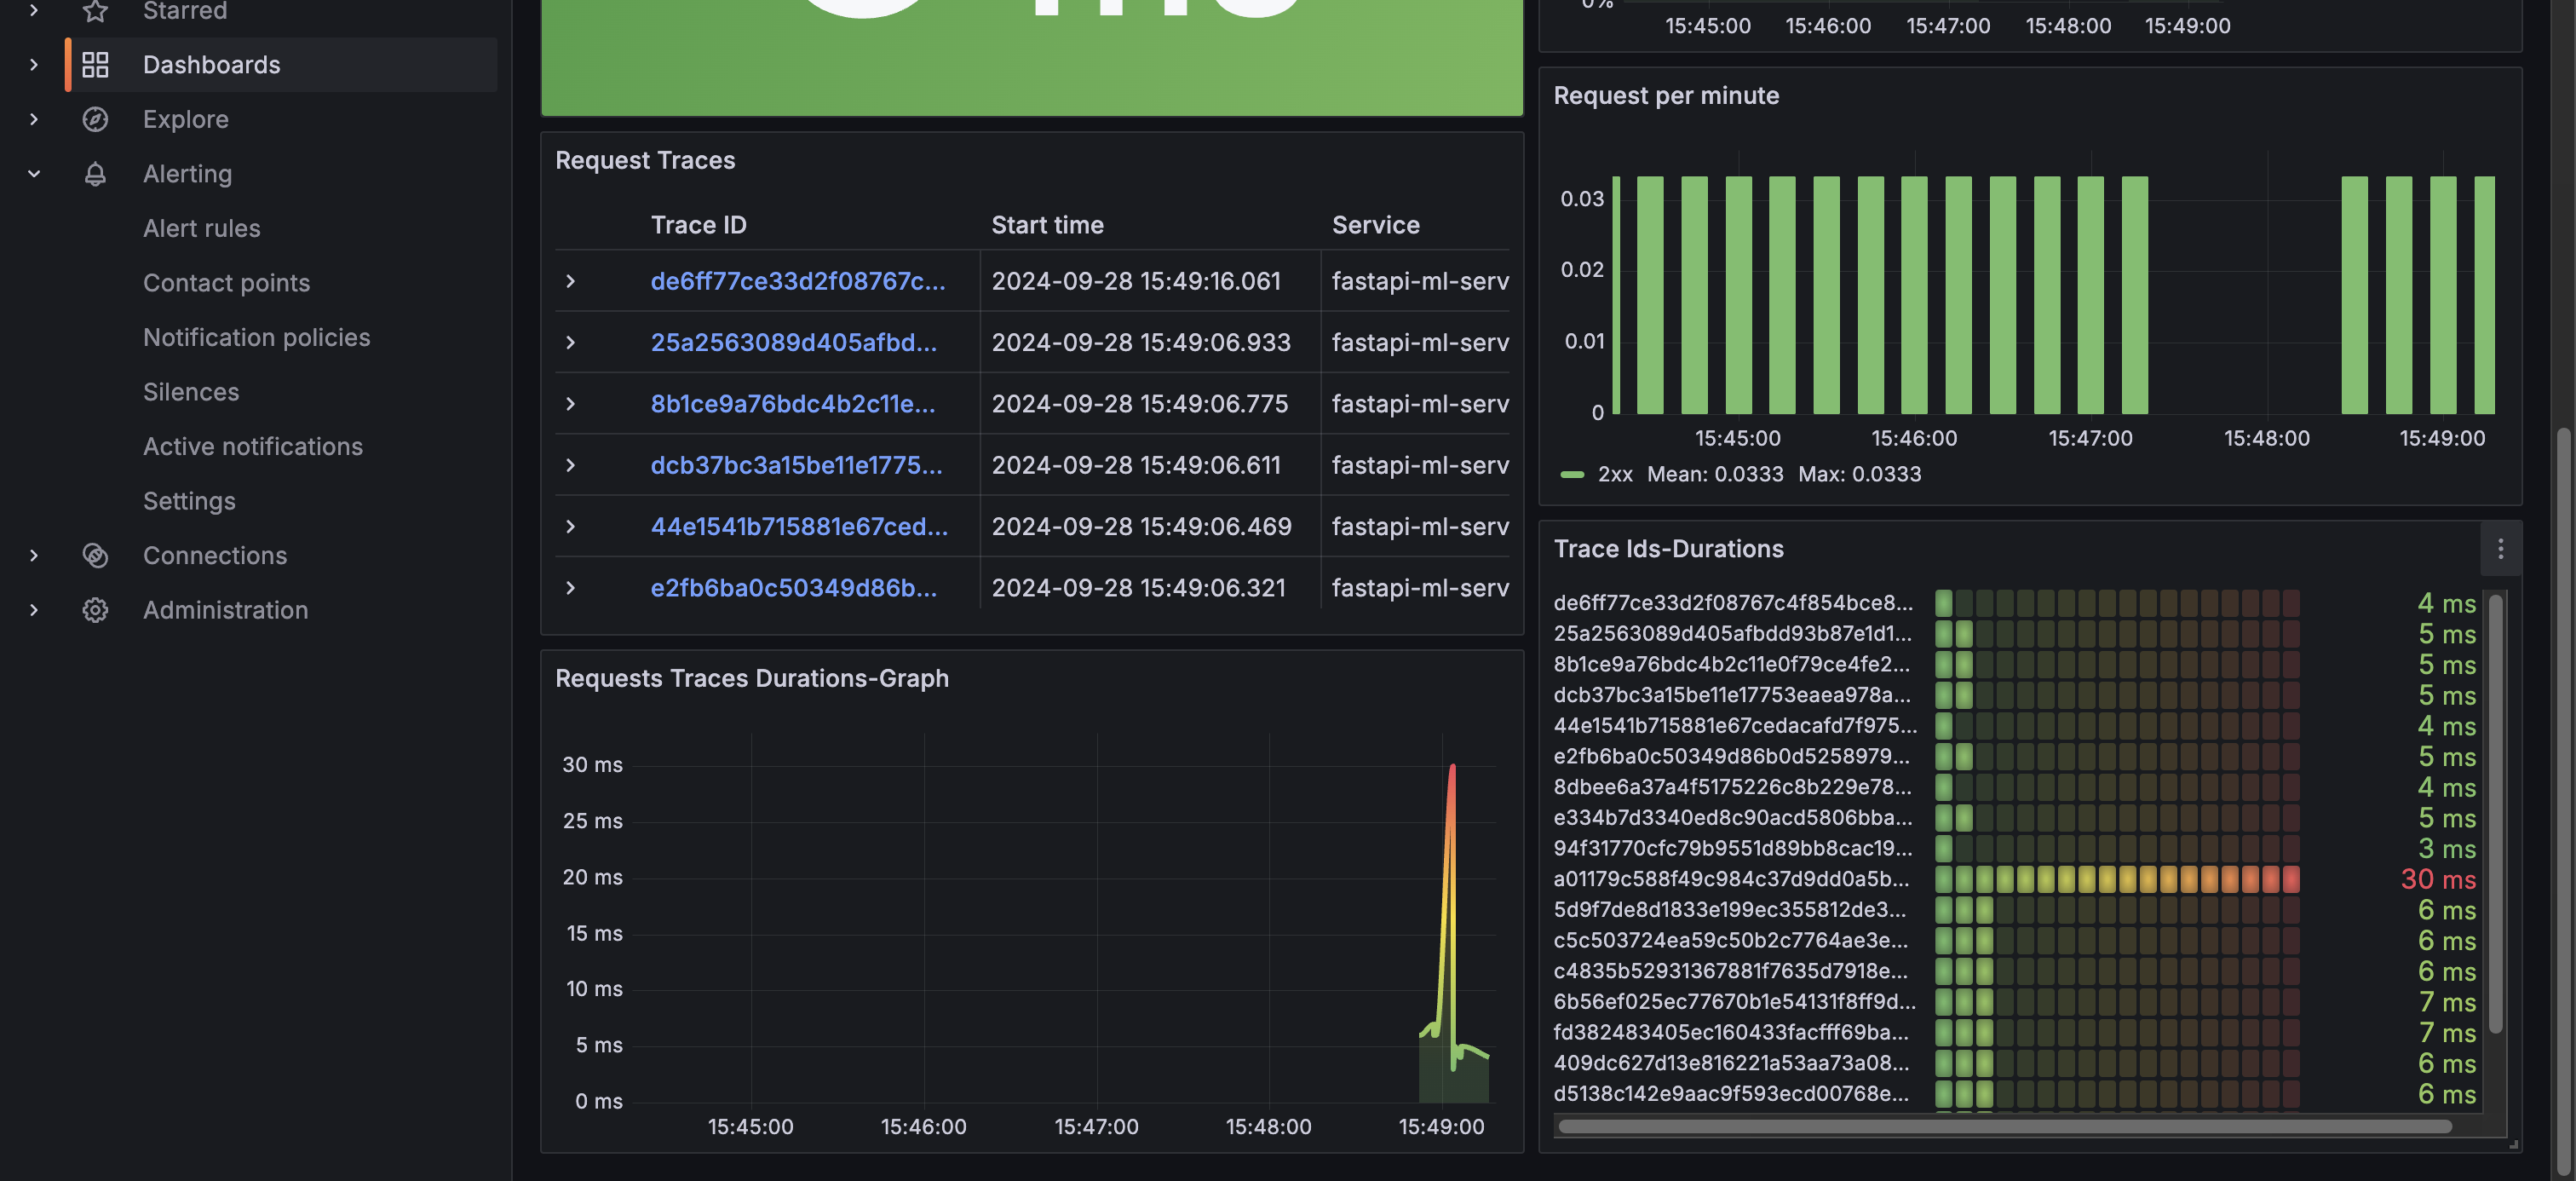 Starred
Dashboards
Explore
Alerting
Alert rules
Contact points
Notification policies
Silences
Active notifications
Settings
Connections
Administration
Request Traces
Trace ID Start time Service
de6ff77ce33d2f08767c... 2024-09-28 15:49:16.061 fastapi-ml-serv
25a2563089d405afbd... 2024-09-28 15:49:06.933 fastapi-ml-serv
8b1ce9a76bdc4b2c11e... 2024-09-28 15:49:06.775 fastapi-ml-serv
dcb37bc3a15be11e1775... 2024-09-28 15:49:06.611 fastapi-ml-serv
44e1541b715881e67ced... 2024-09-28 15:49:06.469 fastapi-ml-serv
e2fb6ba0c50349d86b... 2024-09-28 15:49:06.321 fastapi-ml-serv
Requests Traces Durations-Graph
30 ms
25 ms
20 ms
15 ms
10 ms
5 ms
0 ms
15:45:00 15:46:00 15:47:00 15:48:00 15:49:00
0%
15:45:00 15:46:00 15:47:00 15:48:00 15:49:00
Request per minute
0.03
0.02
0.01
0
15:45:00 15:46:00 15:47:00 15:48:00 15:49:00
2xx Mean: 0.0333 Max: 0.0333
Trace Ids-Durations
de6ff77ce33d2f08767c4f854bce8... 4 ms
25a2563089d405afbdd93b87e1d1... 5 ms
8b1ce9a76bdc4b2c11e0f79ce4fe2... 5 ms
dcb37bc3a15be11e17753eaea978a... 5 ms
44e1541b715881e67cedacafd7f975... 4 ms
e2fb6ba0c50349d86b0d5258979... 5 ms
8dbee6a37a4f5175226c8b229e78... 4 ms
e334b7d3340ed8c90acd5806bba... 5 ms
94f31770cfc79b9551d89bb8cac19... 3 ms
a01179c588f49c984c37d9dd0a5b... 30 ms
5d9f7de8d1833e199ec355812de3... 6 ms
c5c503724ea59c50b2c7764ae3e... 6 ms
c4835b52931367881f7635d7918e... 6 ms
6b56ef025ec77670b1e54131f8ff9d... 7 ms
fd382483405ec160433facfff69ba... 7 ms
409dc627d13e816221a53aa73a08... 6 ms
d5138c142e9aac9f593ecd00768e... 6 ms